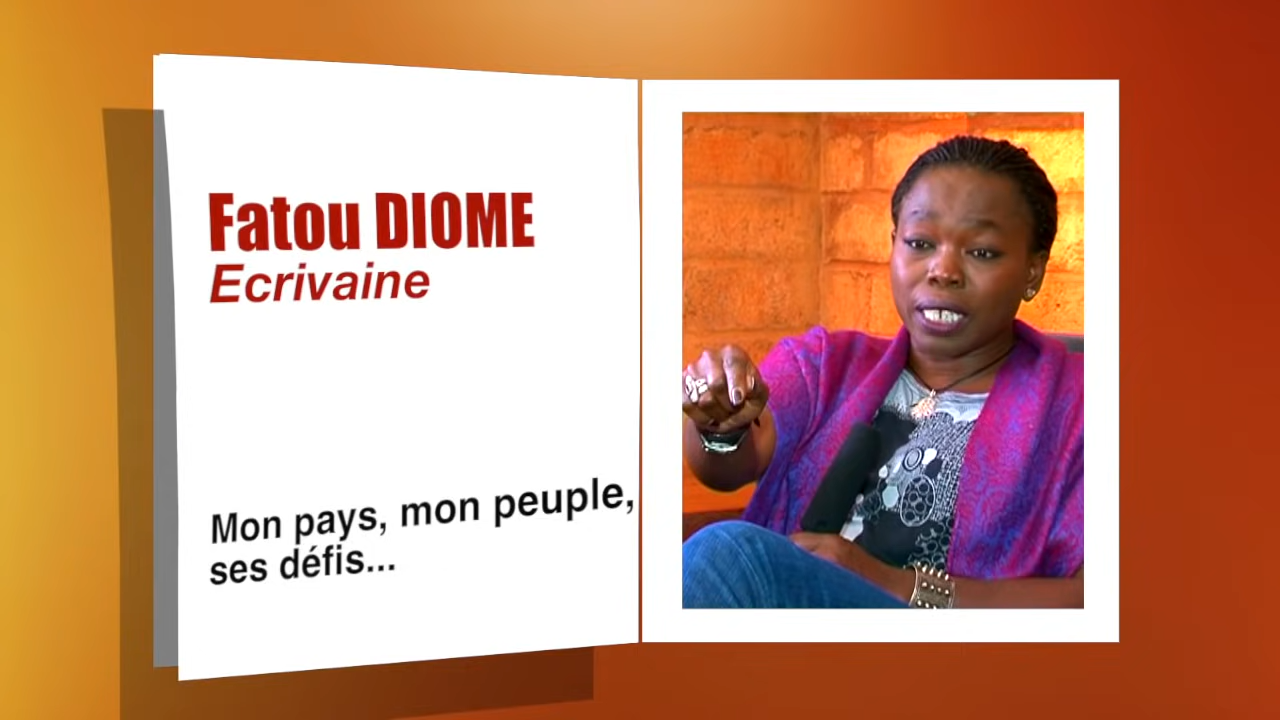 Fatou DIOME
Ecrivaine
Mon pays, mon peuple,
ses défis...